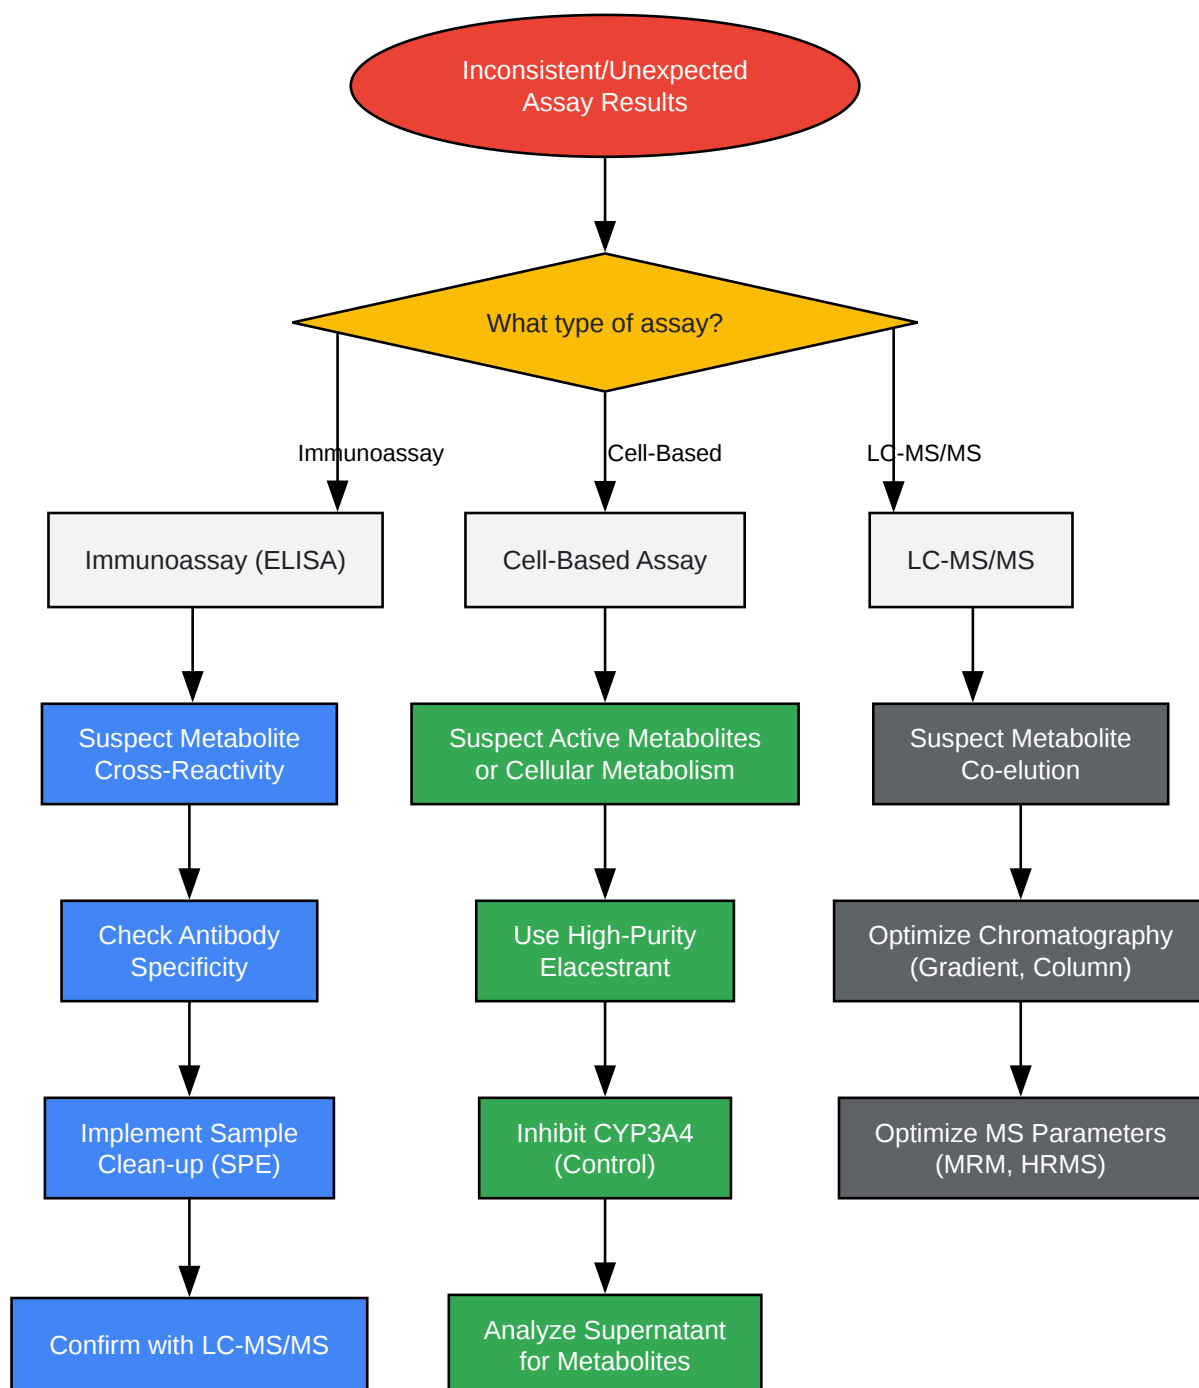 Inconsistent/Unexpected
Assay Results
What type of assay?
Immunoassay
Cell-Based
LC-MS/MS
Immunoassay (ELISA)
Cell-Based Assay
LC-MS/MS
Suspect Metabolite
Cross-Reactivity
Suspect Active Metabolites
or Cellular Metabolism
Suspect Metabolite
Co-elution
Check Antibody
Specificity
Use High-Purity
Elacestrant
Optimize Chromatography
(Gradient, Column)
Implement Sample
Clean-up (SPE)
Inhibit CYP3A4
(Control)
Optimize MS Parameters
(MRM, HRMS)
Confirm with LC-MS/MS
Analyze Supernatant
for Metabolites